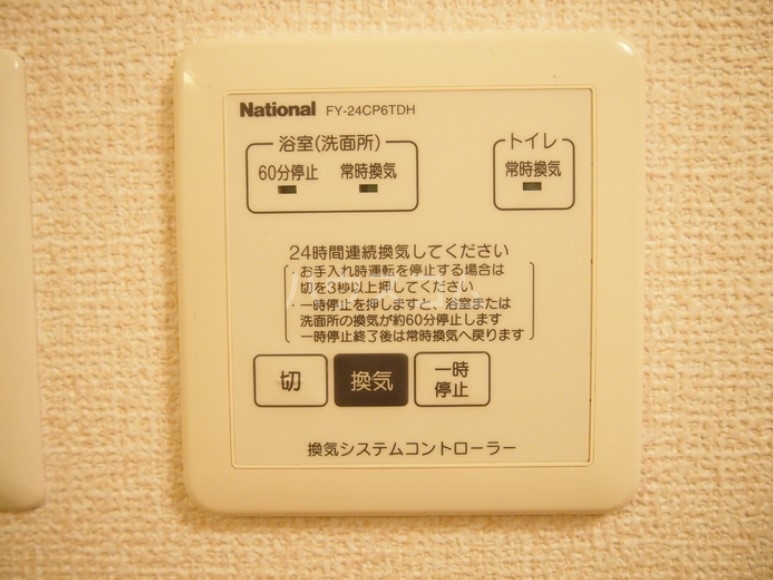 National FY-24CP6TDH
浴室(洗面所)
トイレ
60分停止 常時換気
常時換気
24時間連続換気してください
・お手入れ時運転を停止する場合は
切を3秒以上押してください
・一時停止を押しますと、浴室または
洗面所の換気が約60分停止します
一時停止終了後は常時換気へ戻ります
切
換気
一時
停止
換気システムコントローラー